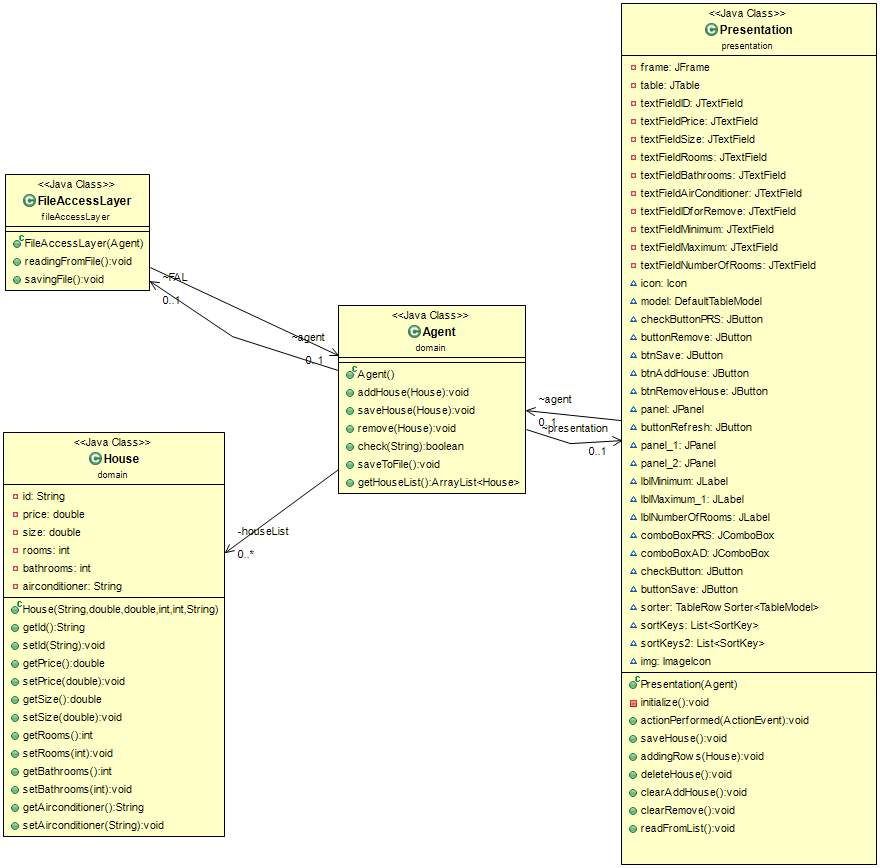 <<Java Class>>
Presentation
presentation
frame: JFrame
table: JTable
textFieldID: JTextField
textFieldPrice: JTextField
textFieldSize: JTextField
textFieldRooms: JTextField
textFieldBathrooms: JTextField
textFieldAirConditioner: JTextField
textFieldIDforRemove: JTextField
textFieldMinimum: JTextField
textFieldMaximum: JTextField
textFieldNumberOfRooms: JTextField
icon: Icon
model: DefaultTableModel
checkButtonPRS: JButton
buttonRemove: JButton
btnSave: JButton
btnAddHouse: JButton
btnRemoveHouse: JButton
panel: JPanel
buttonRefresh: JButton
panel_1: JPanel
panel_2: JPanel
lblMinimum: JLabel
lblMaximum_1: JLabel
lblNumberOfRooms: JLabel
comboBoxPRS: JComboBox
comboBoxAD: JComboBox
checkButton: JButton
buttonSave: JButton
sorter: TableRowSorter<TableModel>
sortKeys: List<SortKey>
sortKeys2: List<SortKey>
img: ImageIcon
Presentation(Agent)
initialize():void
actionPerformed(ActionEvent):void
saveHouse():void
addingRows(House):void
deleteHouse():void
clearAddHouse():void
clearRemove():void
readFromList():void
<<Java Class>>
FileAccessLayer
fileAccessLayer
FileAccessLayer(Agent)
readingFromFile():void
savingFile():void
~FAL
0..1
~agent
0..1
<<Java Class>>
Agent
domain
Agent()
addHouse(House):void
saveHouse(House):void
remove(House):void
check(String):boolean
saveToFile():void
getHouseList():ArrayList<House>
~agent
0..1
~presentation
0..1
-houseList
0..*
<<Java Class>>
House
domain
id: String
price: double
size: double
rooms: int
bathrooms: int
airconditioner: String
House(String,double,double,int,int,String)
getId():String
setId(String):void
getPrice():double
setPrice(double):void
getSize():double
setSize(double):void
getRooms():int
setRooms(int):void
getBathrooms():int
setBathrooms(int):void
getAirconditioner():String
setAirconditioner(String):void